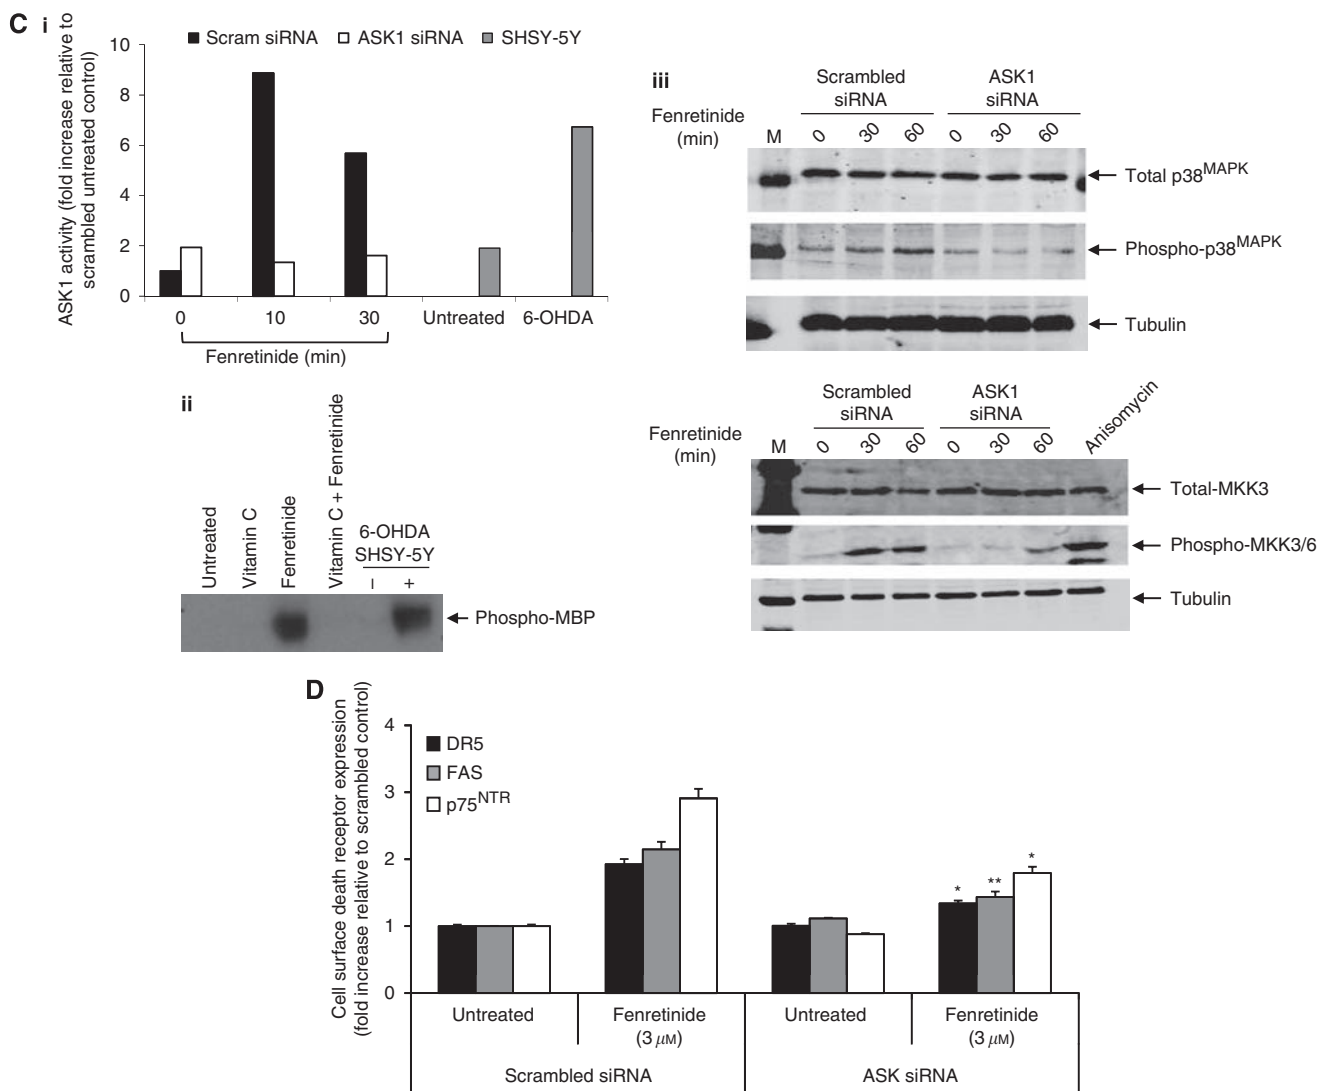 C i
ASK1 activity (fold increase relative to
scrambled untreated control)
Scram siRNA ASK1 siRNA SHSY-5Y
10
8
6
4
2
0
0 10 30 Untreated 6-OHDA
Fenretinide (min)
ii
Untreated
Vitamin C
Fenretinide
Vitamin C + Fenretinide
6-OHDA
SHSY-5Y
– +
Phospho-MBP
iii
Scrambled
siRNA
ASK1
siRNA
Fenretinide
(min)
M 0 30 60 0 30 60
Total p38MAPK
Phospho-p38MAPK
Tubulin
Scrambled
siRNA
ASK1
siRNA
Fenretinide
(min)
M 0 30 60 0 30 60 Anisomycin
Total-MKK3
Phospho-MKK3/6
Tubulin
D
Cell surface death receptor expression
(fold increase relative to scrambled control)
4
3
2
1
0
DR5
FAS
p75NTR
* ** *
Untreated Fenretinide Untreated Fenretinide
(3 μM) (3 μM)
Scrambled siRNA ASK siRNA